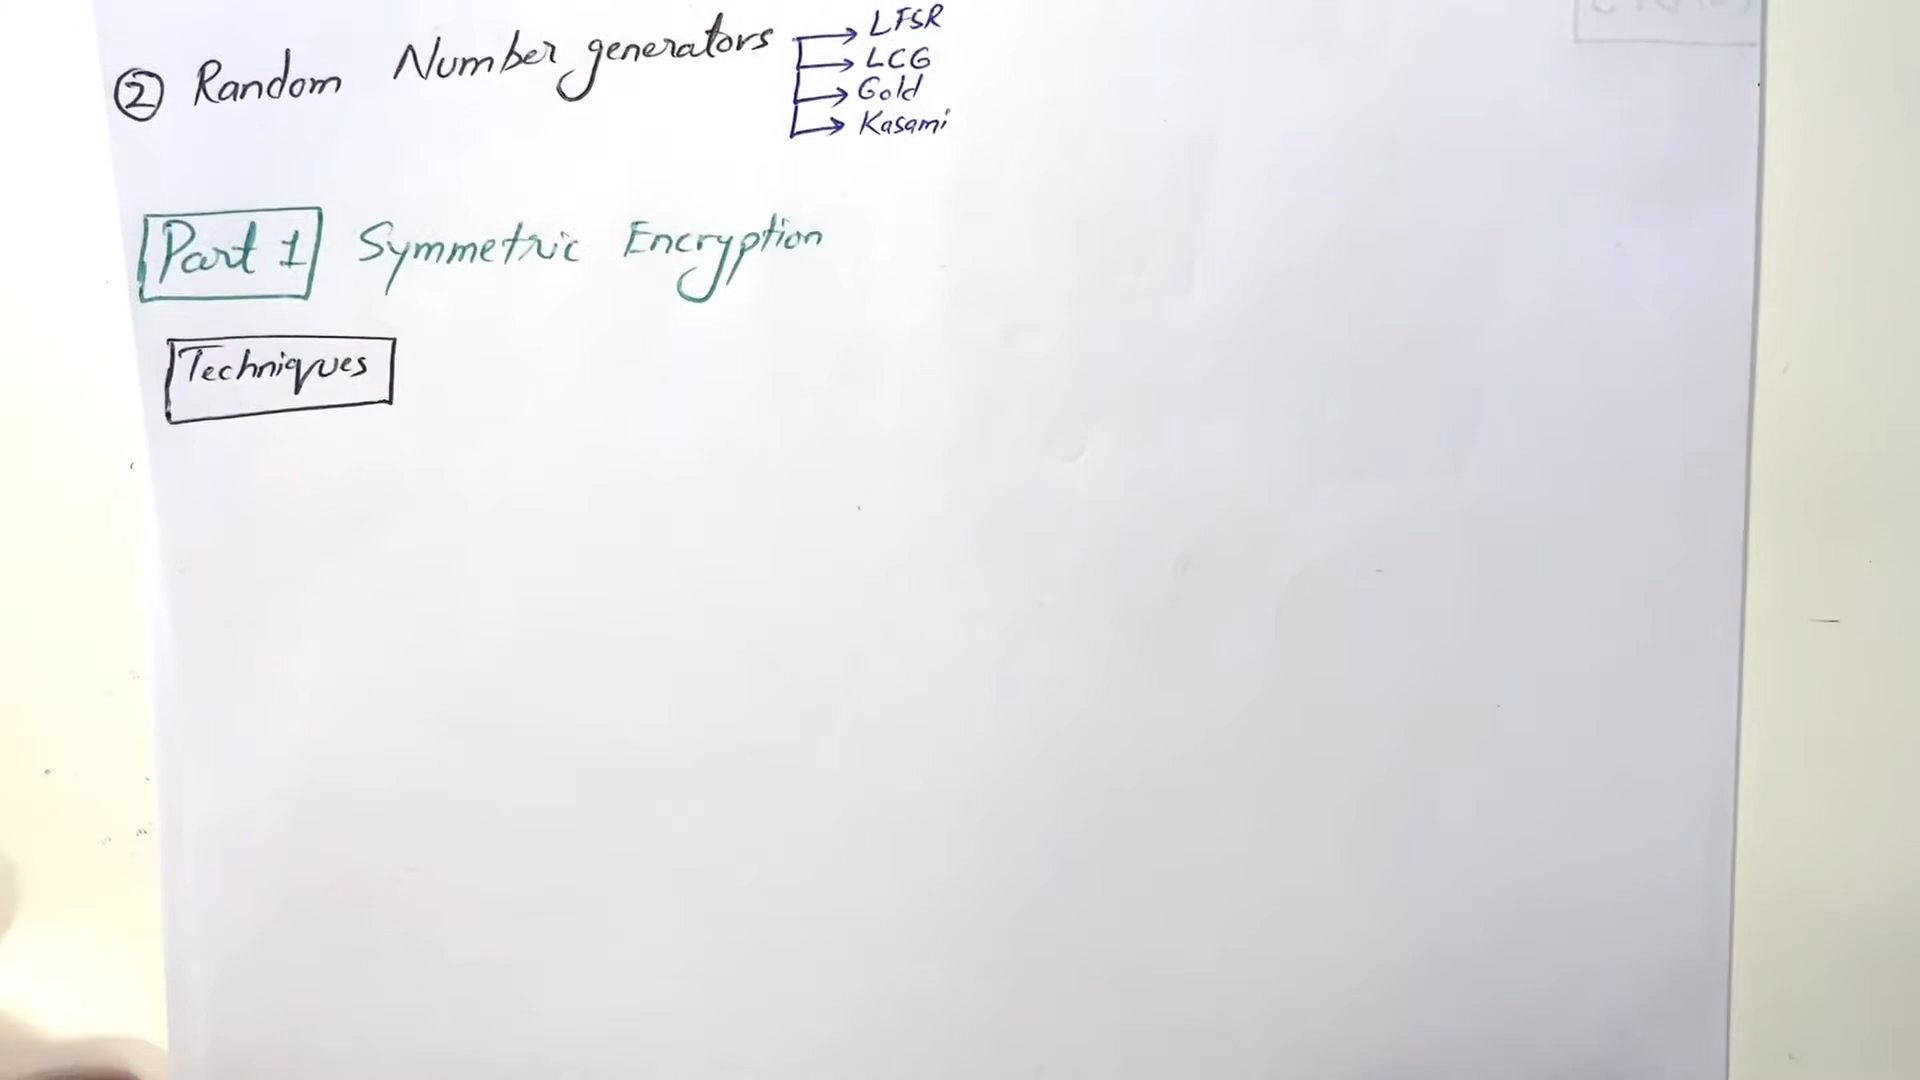 ② Random Number generators
LFSR
LCG
Gold
Kasami
Part 1 Symmetric Encryption
Techniques